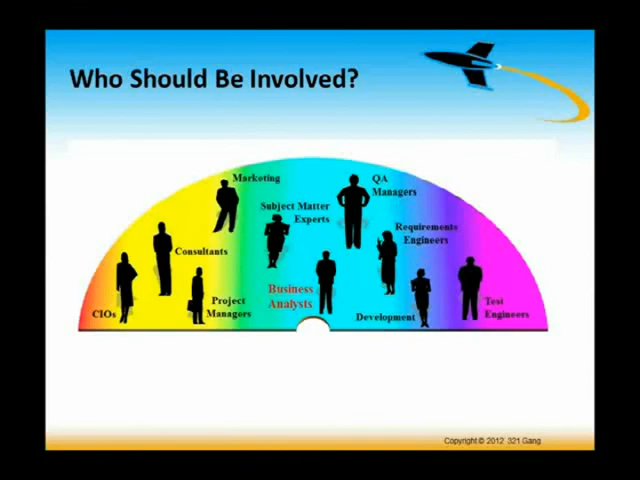 Who Should Be Involved?
Marketing
QA
Managers
Subject Matter
Experts
Requirements
Engineers
Consultants
Business
Analysts
Project
Managers
CIOs
Development
Test
Engineers
Copyright © 2012 321 Gang